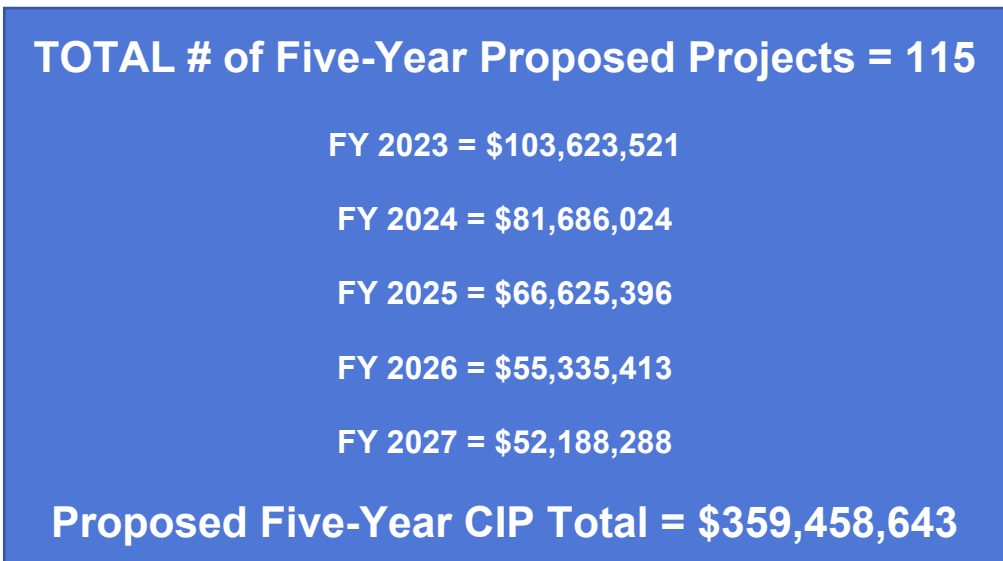 TOTAL # of Five-Year Proposed Projects = 115
FY 2023 = $103,623,521
FY 2024 = $81,686,024
FY 2025 = $66,625,396
FY 2026 = $55,335,413
FY 2027 = $52,188,288
Proposed Five-Year CIP Total = $359,458,643